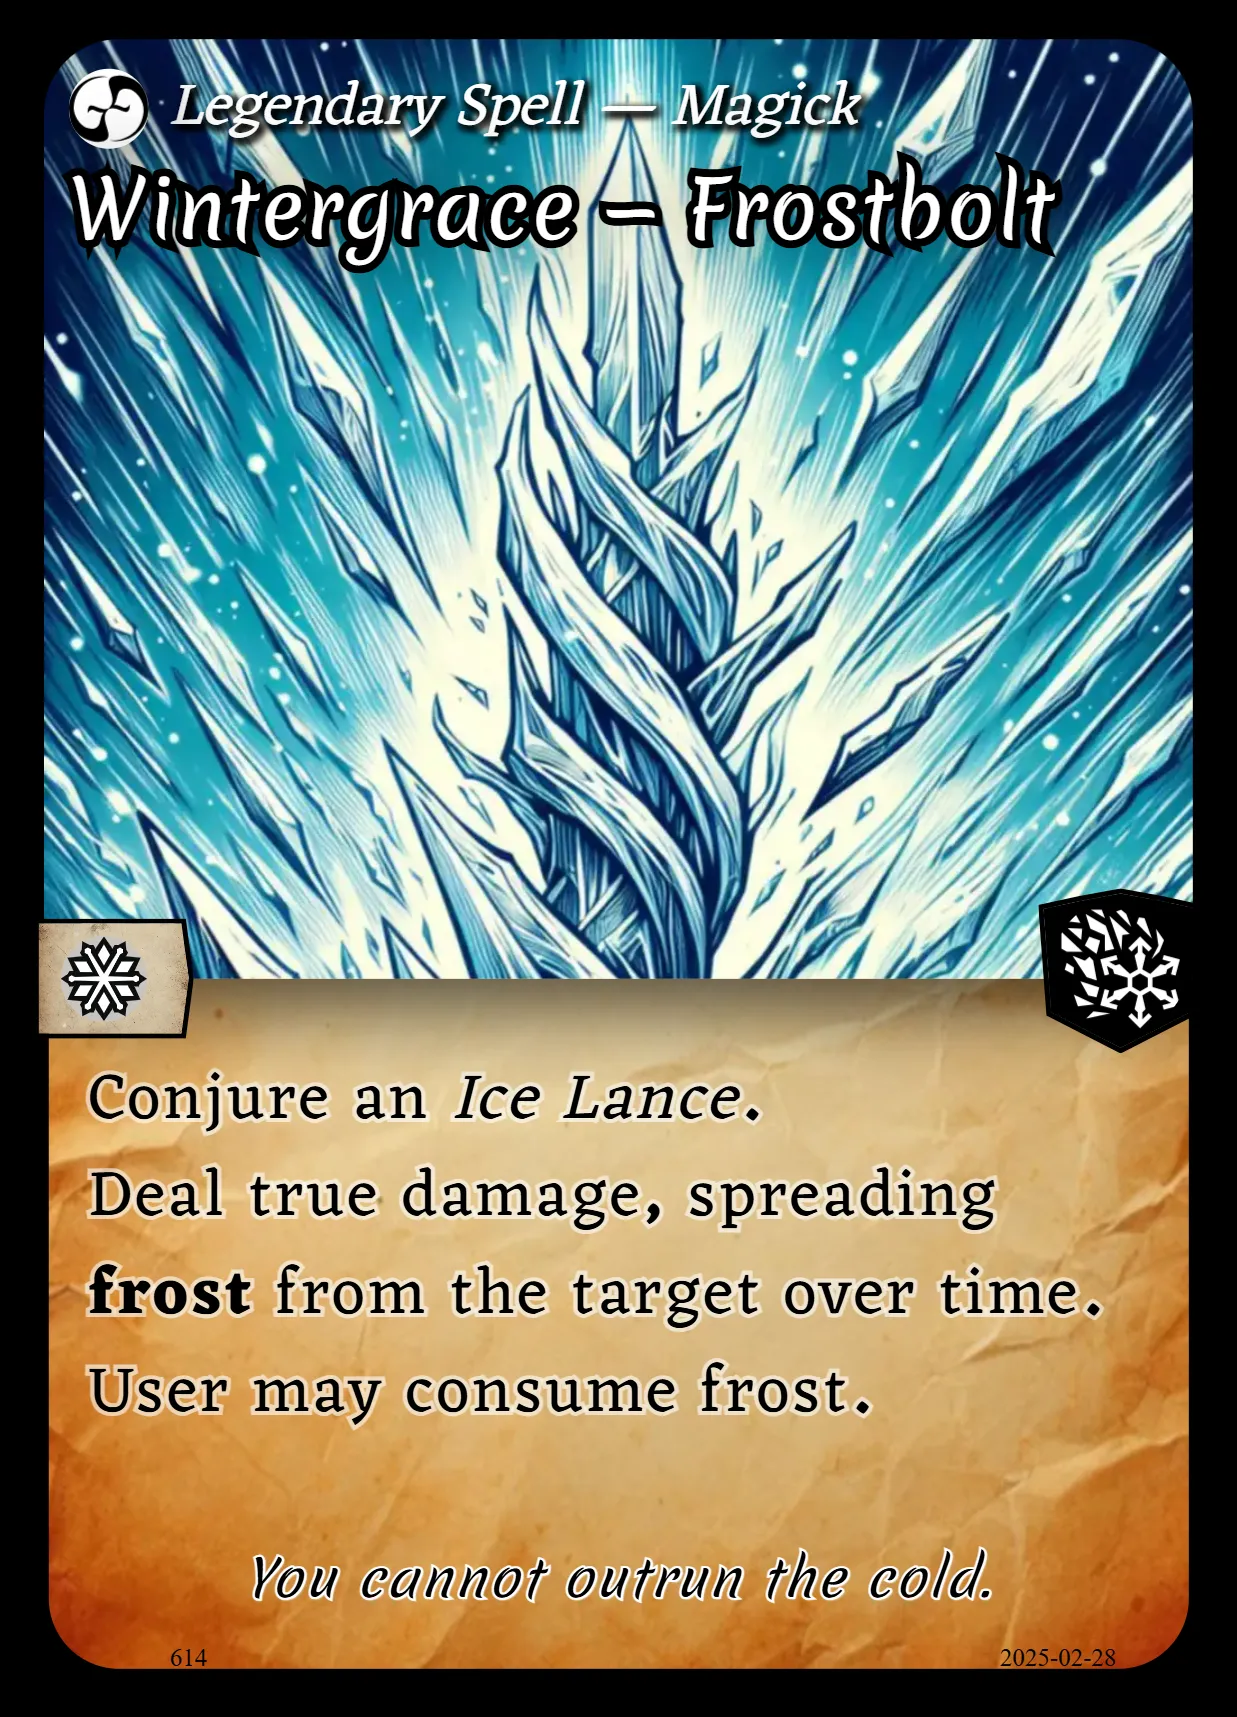 Legendary Spell — Magick
Wintergrace – Frostbolt
Conjure an Ice Lance.
Deal true damage, spreading
frost from the target over time.
User may consume frost.
You cannot outrun the cold.
614
2025-02-28